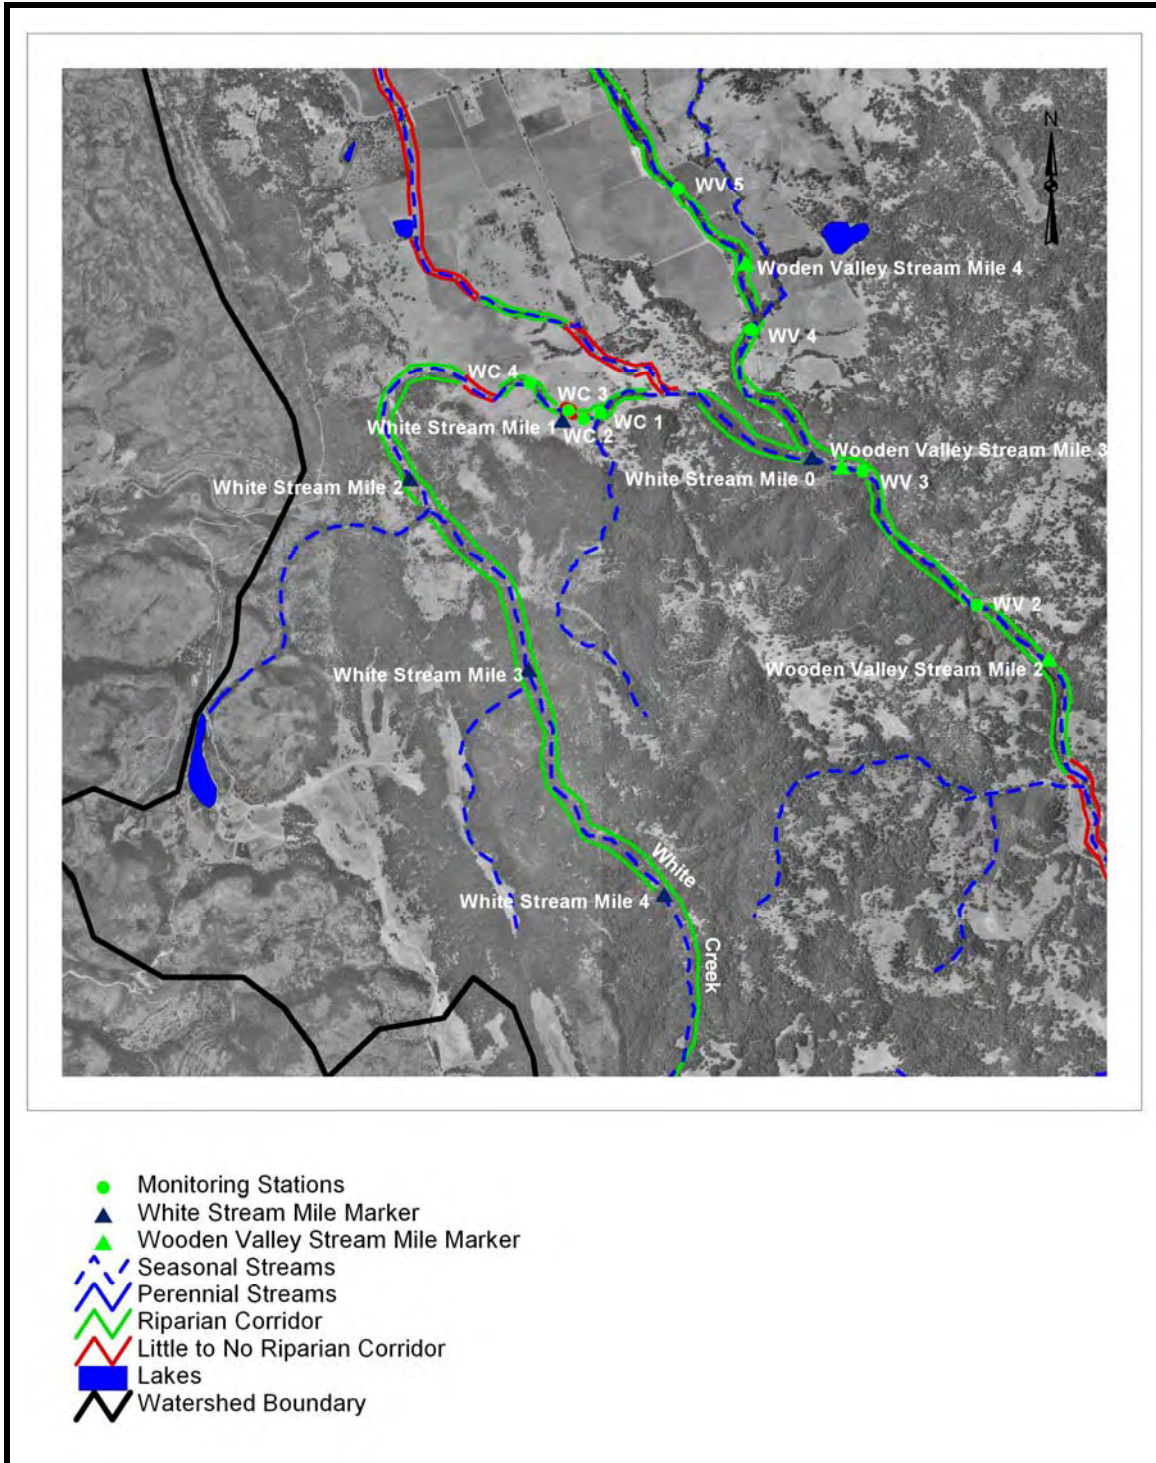 N
WV 5
Woden Valley Stream Mile 4
WV 4
WC 4
WC 3
WC 1
White Stream Mile 1
WC 2
Wooden Valley Stream Mile 3
White Stream Mile 0
WV 3
White Stream Mile 2
WV 2
Wooden Valley Stream Mile 2
White Stream Mile 3
White
White Stream Mile 4
Creek
Monitoring Stations
White Stream Mile Marker
Wooden Valley Stream Mile Marker
Seasonal Streams
Perennial Streams
Riparian Corridor
Little to No Riparian Corridor
Lakes
Watershed Boundary